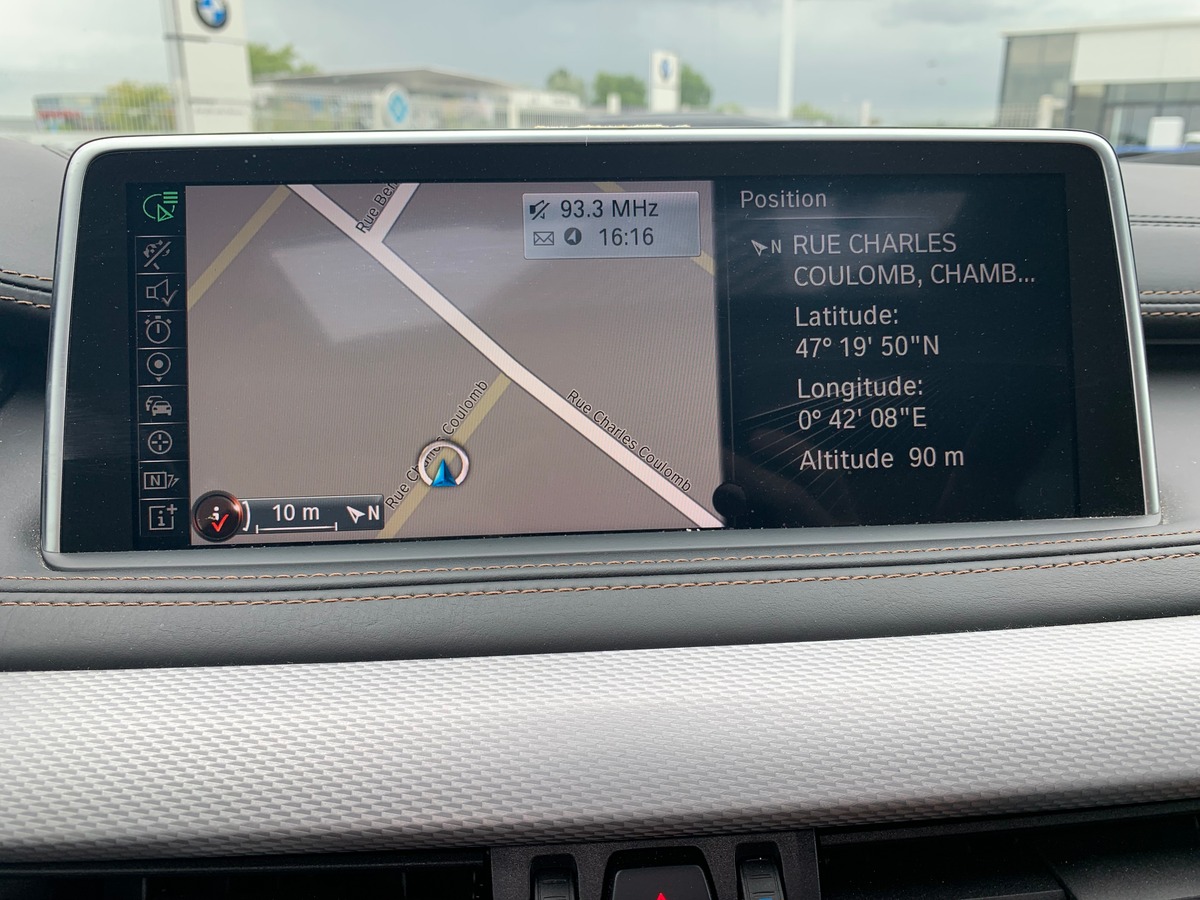 93.3 MHz
16:16
Position
N RUE CHARLES
COULOMB, CHAMB...
Latitude:
47° 19' 50"N
Longitude:
0° 42' 08"E
Altitude 90 m
Rue Ber
Rue Charles Coulomb
Rue Charles Coulomb
10 m
N
N
i